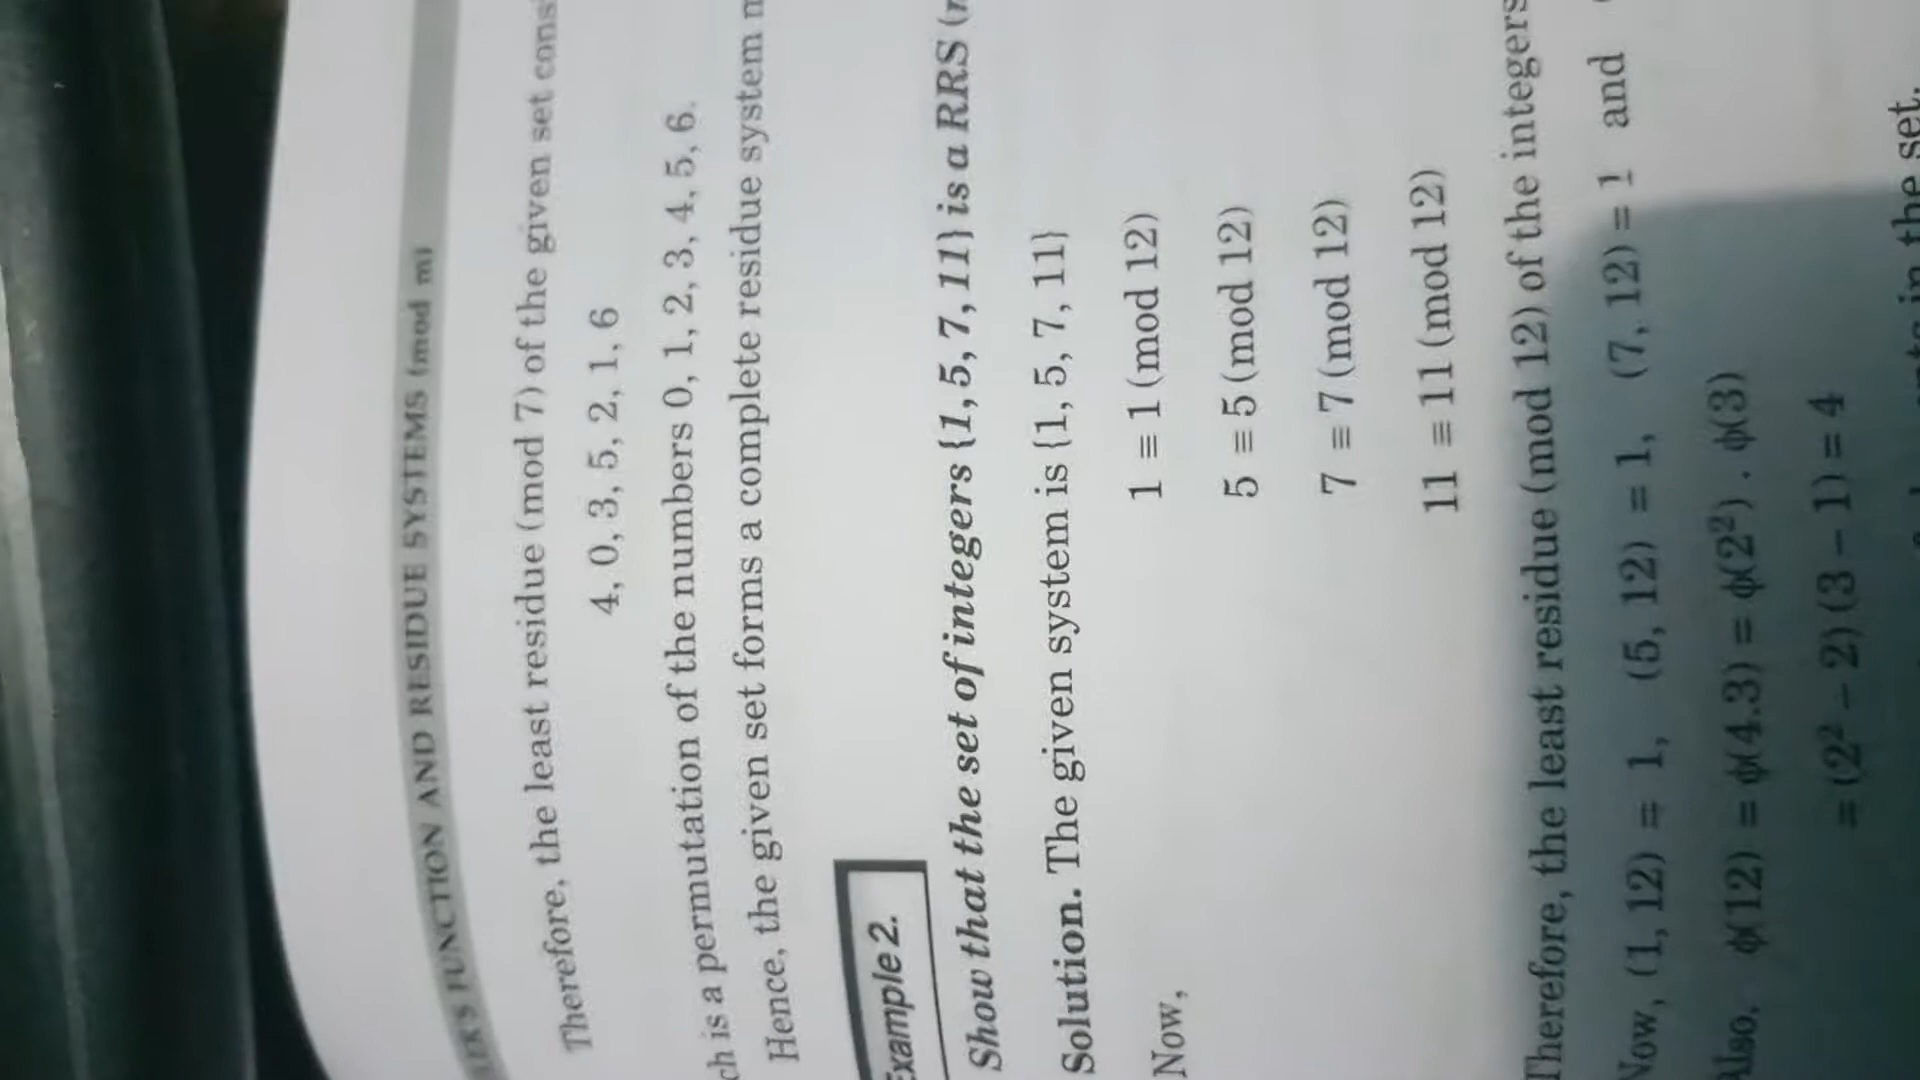 FUNCTION AND RESIDUE SYSTEMS (mod m)
Therefore, the least residue (mod 7) of the given set
4, 0, 3, 5, 2, 1, 6
is a permutation of the numbers 0, 1, 2, 3, 4, 5, 6.
Hence, the given set forms a complete residue system
Example 2.
Show that the set of integers {1, 5, 7, 11} is a RRS
Solution. The given system is {1, 5, 7, 11}
Now,
1 ≡ 1 (mod 12)
5 ≡ 5 (mod 12)
7 ≡ 7 (mod 12)
11 ≡ 11 (mod 12)
Therefore, the least residue (mod 12) of the integers
Now, (1, 12) = 1, (5, 12) = 1, (7, 12) = 1 and
Also, ϕ(12) = ϕ(4.3) = ϕ(2²) . ϕ(3)
= (2² – 2) (3 – 1) = 4
in the set.